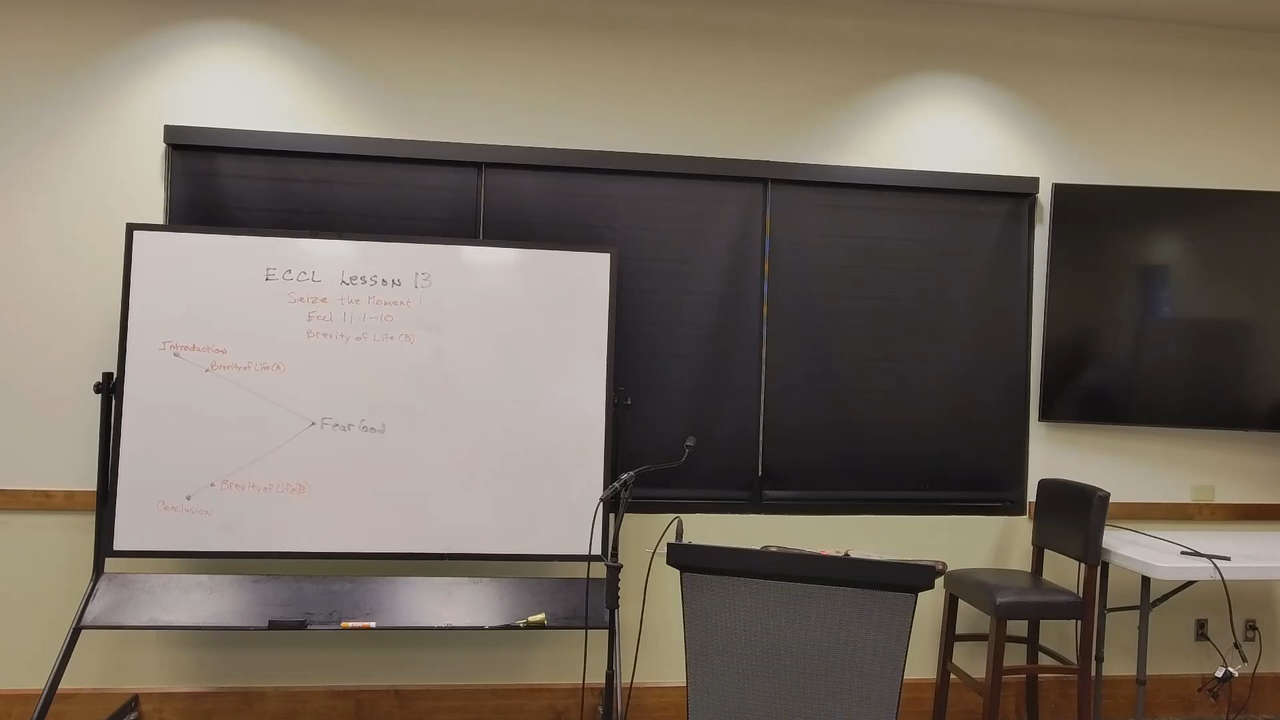 ECCL Lesson 13
Seize the Moment!
Eccl 11:1-10
Brevity of Life (B)
Introduction
Brevity of Life (A)
Fear God
Brevity of Life (B)
Conclusion